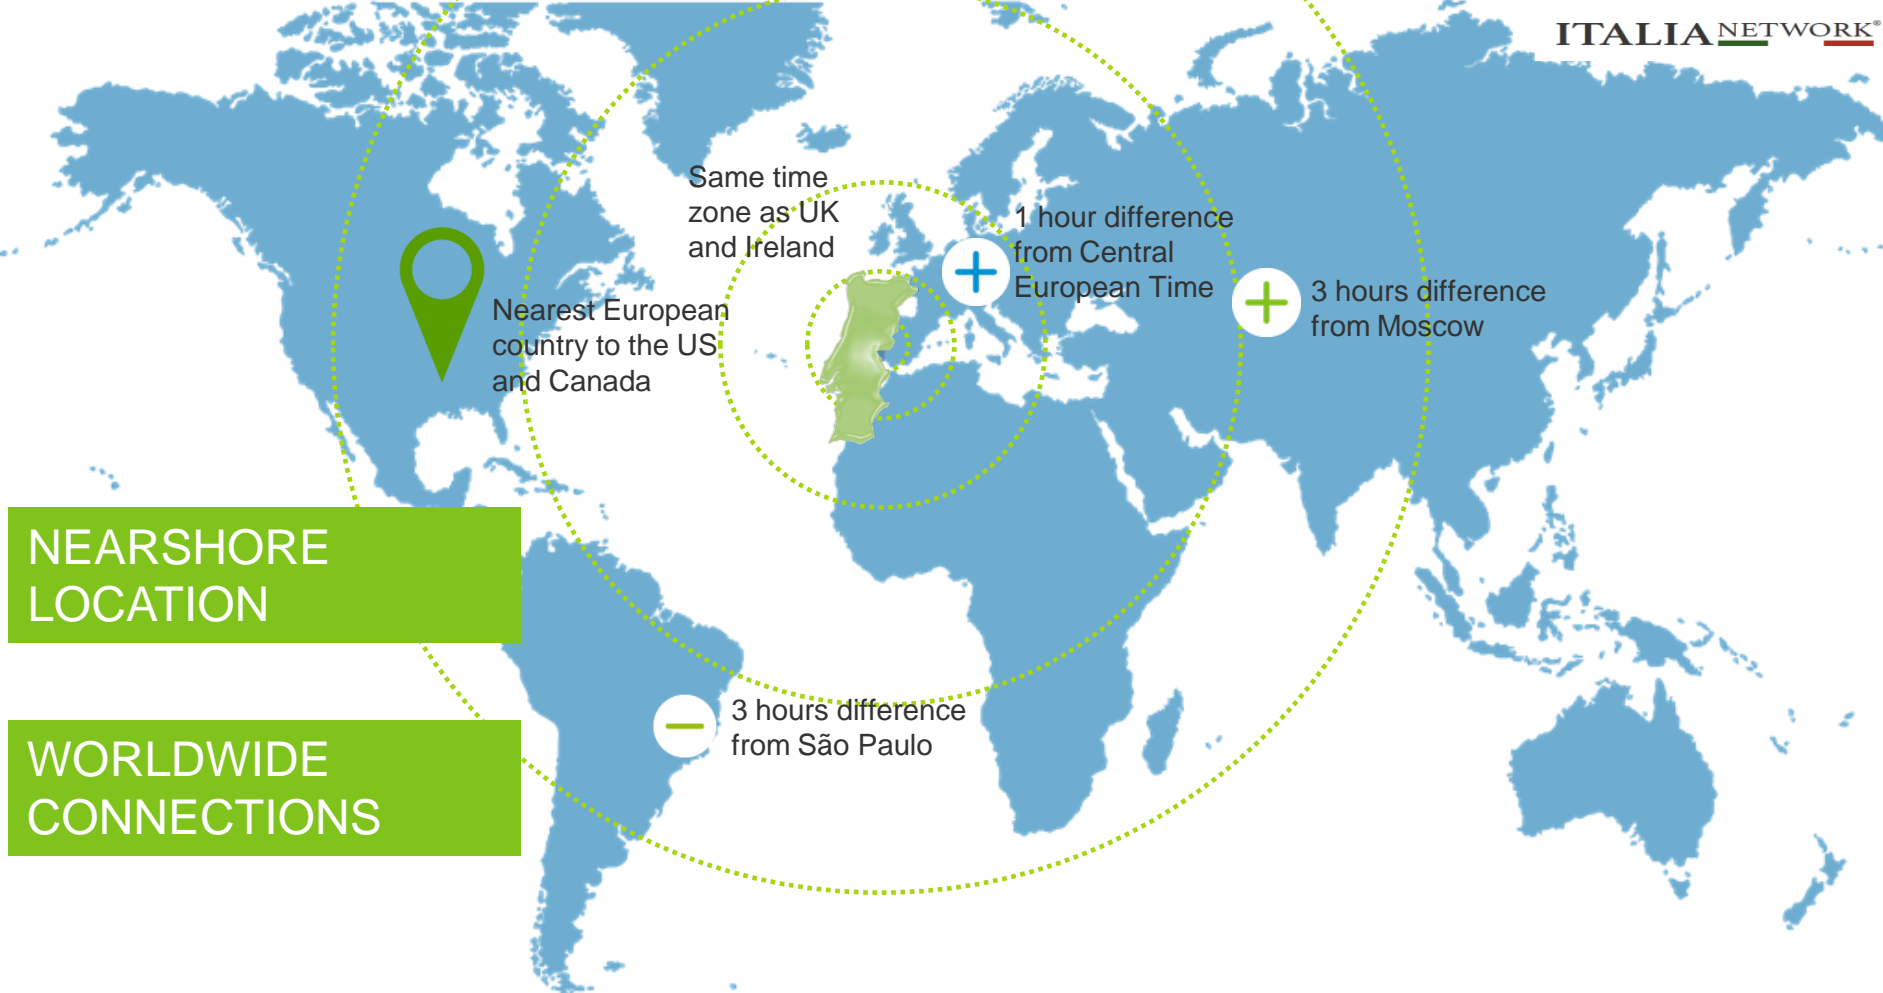 ITALIA NETWORK®
Same time
zone as UK
and Ireland
1 hour difference
from Central
European Time
3 hours difference
from Moscow
Nearest European
country to the US
and Canada
NEARSHORE
LOCATION
3 hours difference
from São Paulo
WORLDWIDE
CONNECTIONS